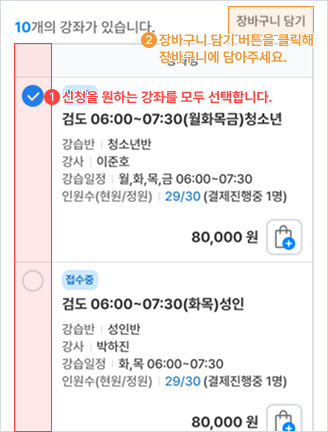 장바구니 담기
10개의 강좌가 있습니다.
2 장바구니 담기 버튼을 클릭해
장바구니에 담아주세요.
1 신청을 원하는 강좌를 모두 선택합니다.
검도 06:00~07:30(월화목금)청소년
강습반 청소년반
강사 이준호
강습일정 월,화,목,금 06:00~07:30
인원수(현원/정원) 29/30 (결제진행중 1명)
80,000 원
접수중
검도 06:00~07:30(화목)성인
강습반 성인반
강사 박하진
강습일정 화,목 06:00~07:30
인원수(현원/정원) 29/30 (결제진행중 1명)
80,000 원